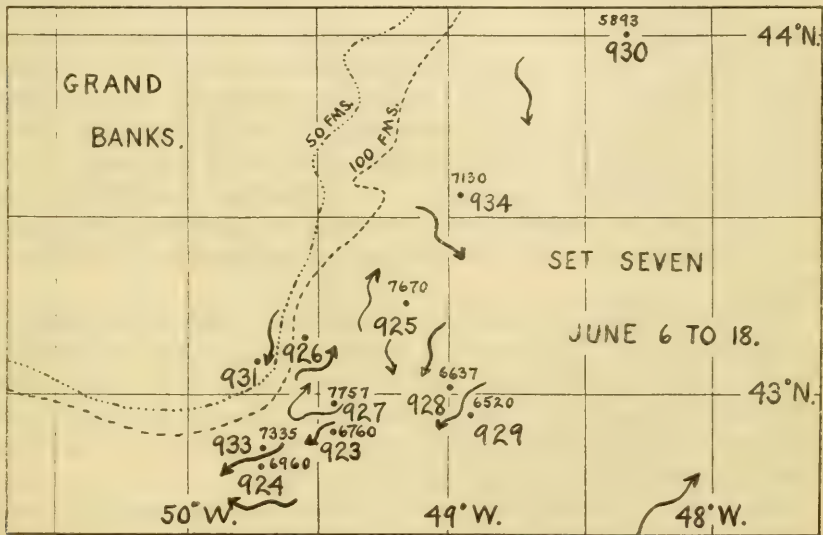 5893
44°N.
930
GRAND
BANKS.
50 FMS.
100 FMS.
7130
934
SET SEVEN
JUNE 6 TO 18.
7670
925
926
931
43°N.
6637
928
6520
929
7757
927
6760
923
933
7335
6960
924
50°W.
49°W.
48°W.